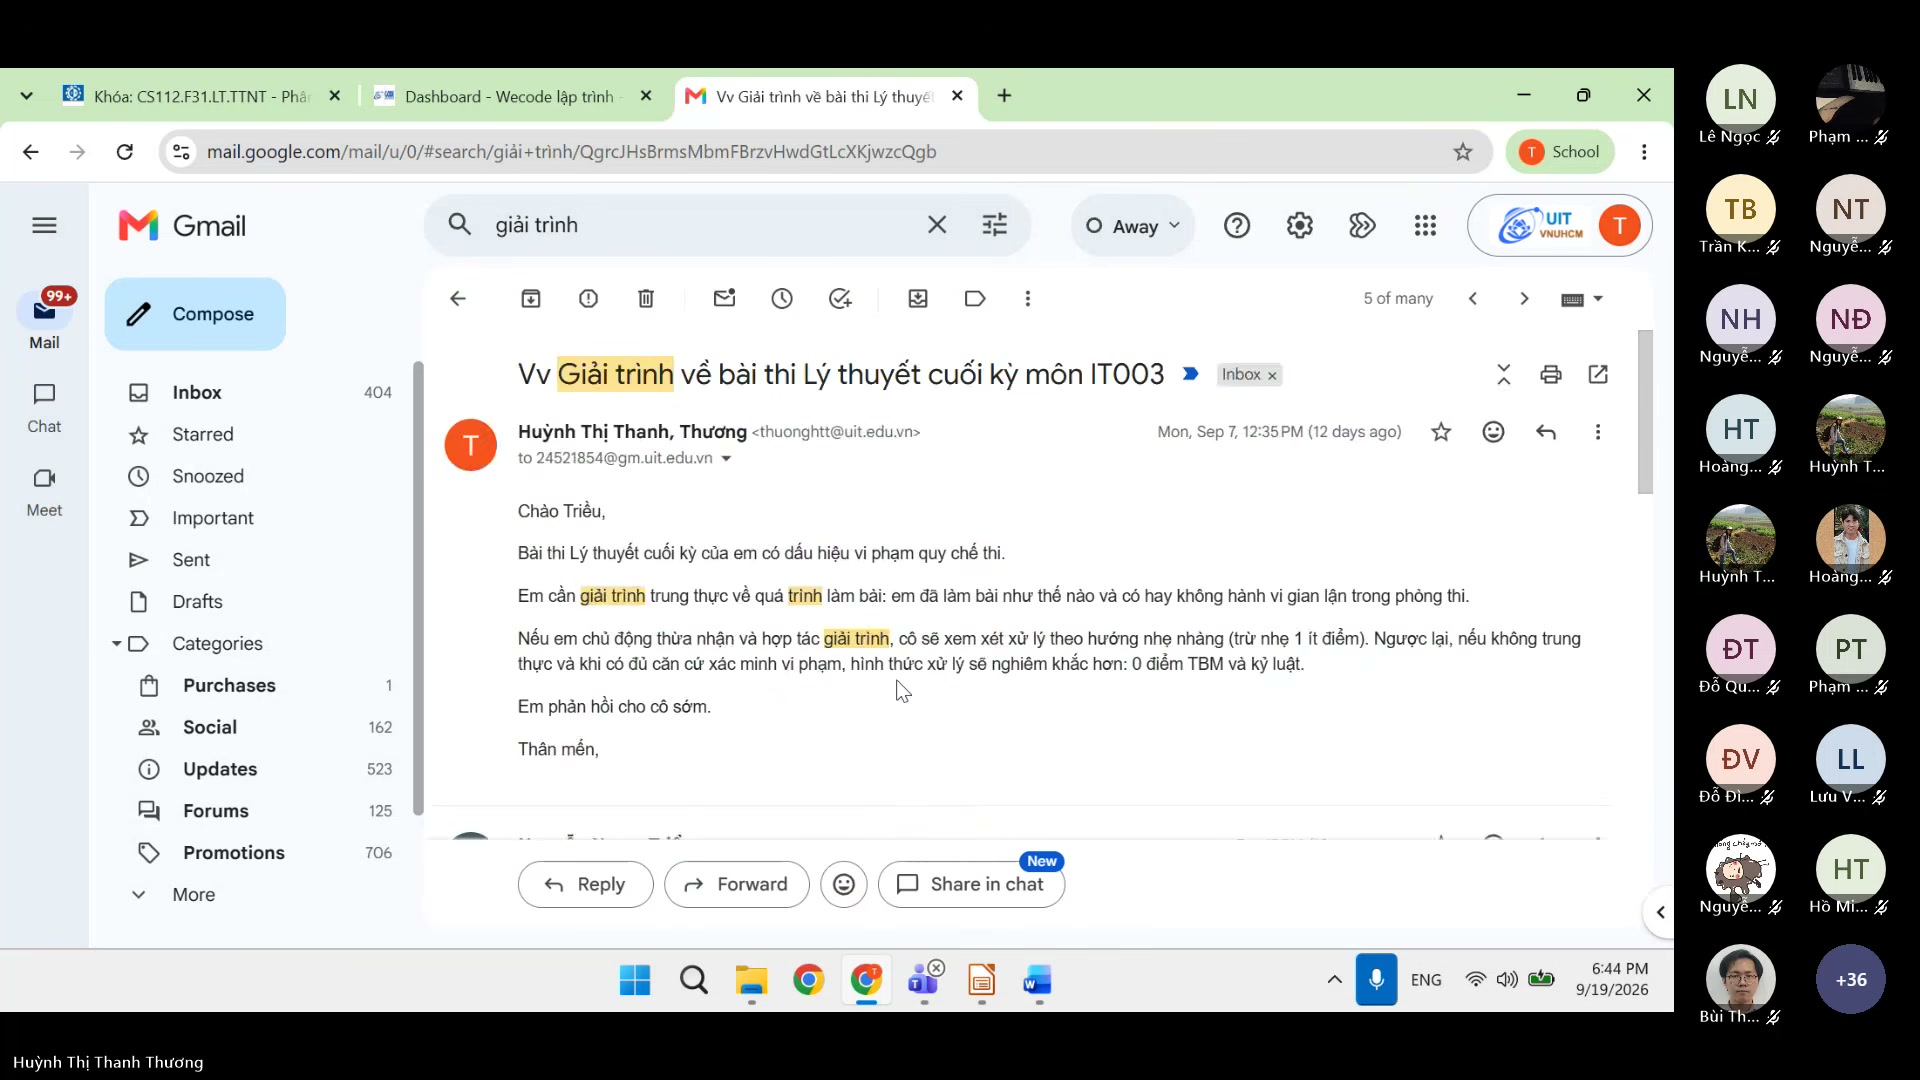 Khóa: CS112.F31.LT.TTNT - Phân
Dashboard - Wecode lập trình -
Vv Giải trình về bài thi Lý thuyết
mail.google.com/mail/u/0/#search/giải+trình/QgrcJHsBrmsMbmFBrzvHwdGtLcXKjwzcQgb
T School
Gmail
giải trình
Away
UIT
VNUHCM
T
99+
Mail
Chat
Meet
Compose
Inbox 404
Starred
Snoozed
Important
Sent
Drafts
Categories
Purchases 1
Social 162
Updates 523
Forums 125
Promotions 706
More
5 of many
Vv Giải trình về bài thi Lý thuyết cuối kỳ môn IT003
Inbox ×
T
Huỳnh Thị Thanh, Thương <thuonghtt@uit.edu.vn>
Mon, Sep 7, 12:35 PM (12 days ago)
to 24521854@gm.uit.edu.vn
Chào Triều,
Bài thi Lý thuyết cuối kỳ của em có dấu hiệu vi phạm quy chế thi.
Em cần giải trình trung thực về quá trình làm bài: em đã làm bài như thế nào và có hay không hành vi gian lận trong phòng thi.
Nếu em chủ động thừa nhận và hợp tác giải trình, cô sẽ xem xét xử lý theo hướng nhẹ nhàng (trừ nhẹ 1 ít điểm). Ngược lại, nếu không trung
thực và khi có đủ căn cứ xác minh vi phạm, hình thức xử lý sẽ nghiêm khắc hơn: 0 điểm TBM và kỷ luật.
Em phản hồi cho cô sớm.
Thân mến,
Reply
Forward
Share in chat
New
ENG
6:44 PM
9/19/2026
LN
Lê Ngọc
Phạm ...
TB
Trần K...
NT
Nguyễ...
NH
Nguyễ...
NĐ
Nguyễ...
HT
Hoàng...
Huỳnh T...
Huỳnh T...
Hoàng...
ĐT
Đỗ Qu...
PT
Phạm ...
ĐV
Đỗ Đì...
LL
Lưu V...
Nguyễ...
HT
Hồ Mi...
Bùi Th...
+36
Huỳnh Thị Thanh Thương